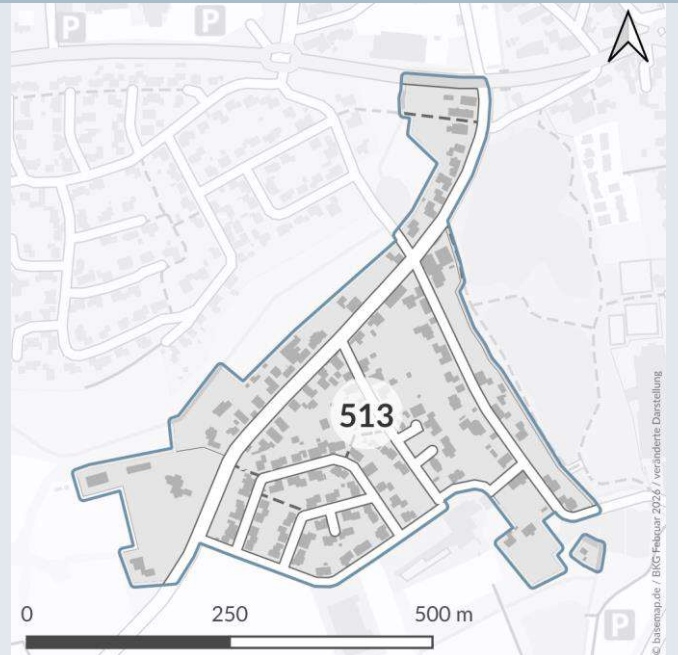 P
P
513
0 250 500 m
P
© basemap.de / BKG Februar 2026 / veränderte Darstellung